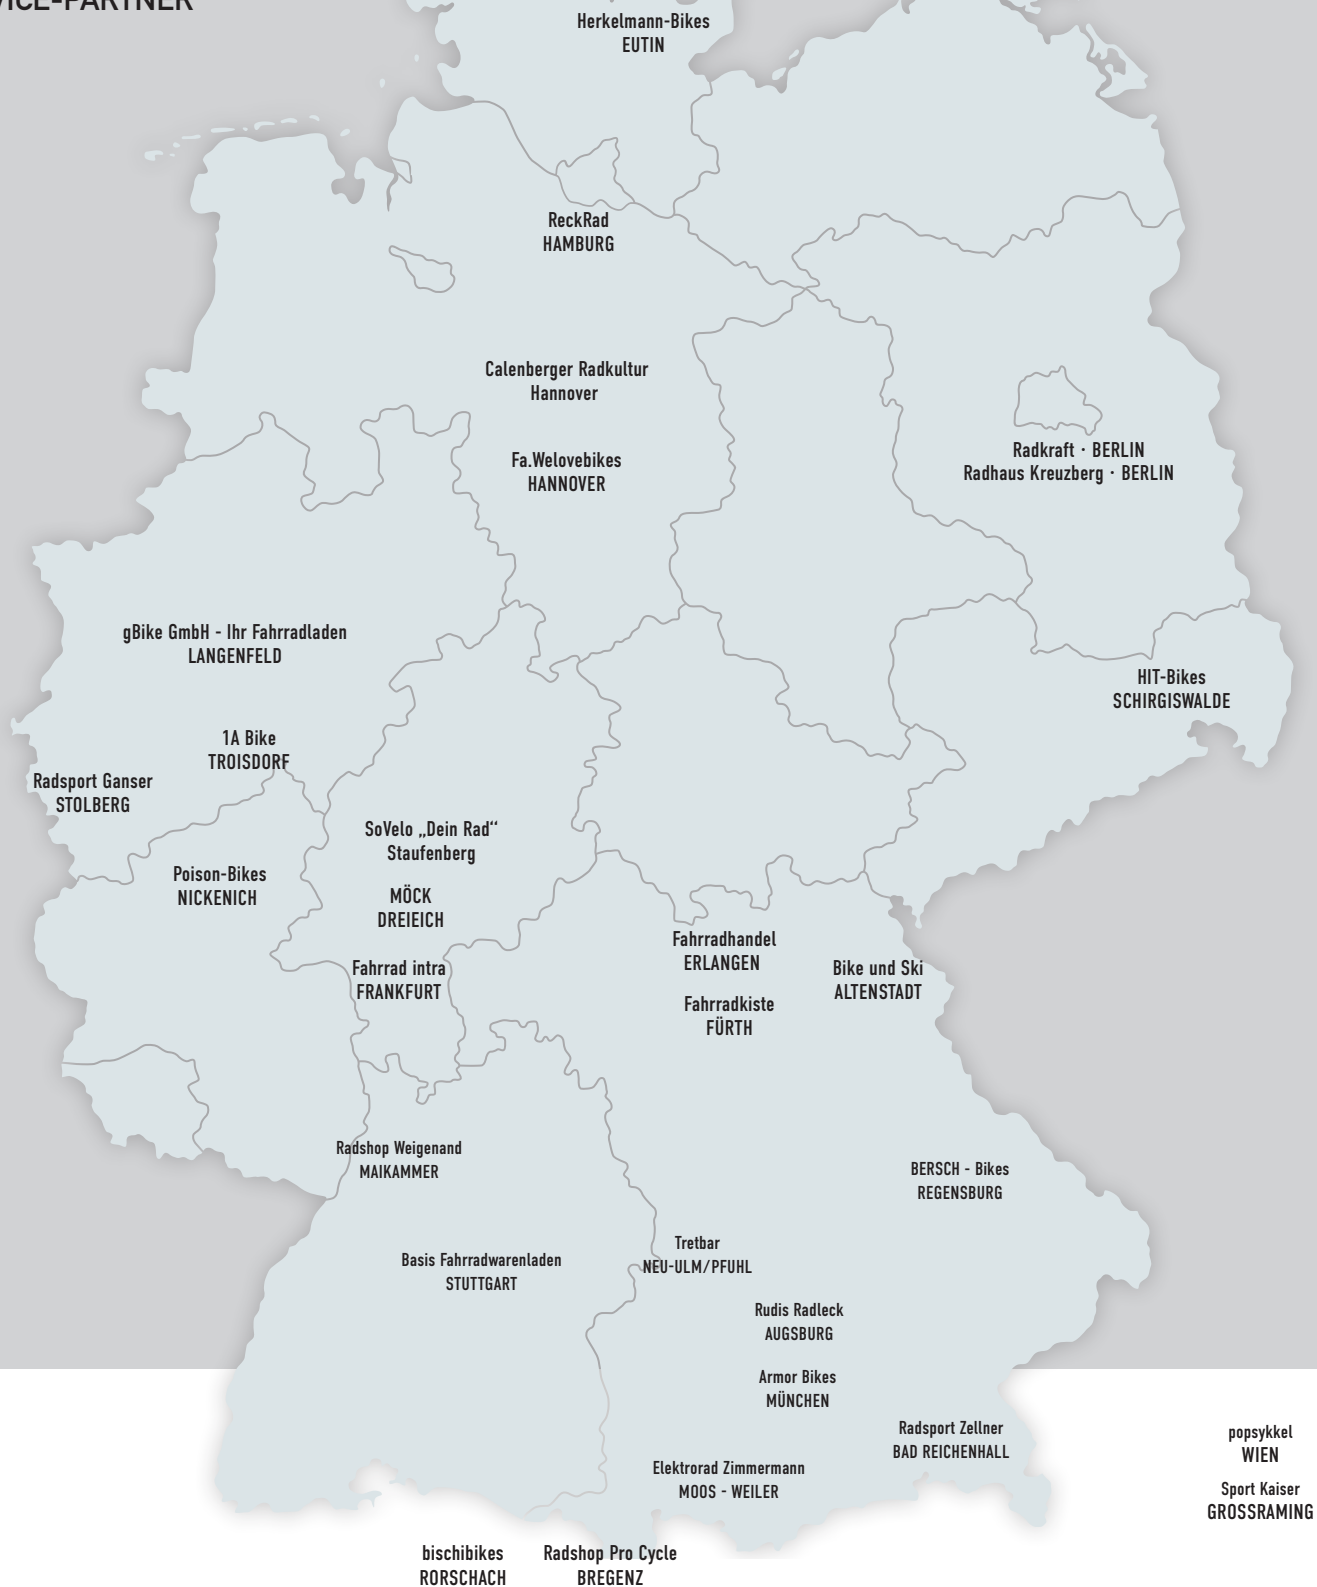 VICE-PARTNER
Herkelmann-Bikes
EUTIN
ReckRad
HAMBURG
Calenberger Radkultur
Hannover
Fa.Welovebikes
HANNOVER
Radkraft · BERLIN
Radhaus Kreuzberg · BERLIN
gBike GmbH - Ihr Fahrradladen
LANGENFELD
HIT-Bikes
SCHIRGISWALDE
1A Bike
TROISDORF
Radsport Ganser
STOLBERG
SoVelo „Dein Rad“
Staufenberg
Poison-Bikes
NICKENICH
MÖCK
DREIEICH
Fahrradhandel
ERLANGEN
Fahrrad intra
FRANKFURT
Bike und Ski
ALTENSTADT
Fahrradkiste
FÜRTH
Radshop Weigenand
MAIKAMMER
BERSCH - Bikes
REGENSBURG
Tretbar
NEU-ULM/PFUHL
Basis Fahrradwarenladen
STUTTGART
Rudis Radleck
AUGSBURG
Armor Bikes
MÜNCHEN
Radsport Zellner
BAD REICHENHALL
popsykkel
WIEN
Elektrorad Zimmermann
MOOS - WEILER
Sport Kaiser
GROSSRAMING
bischibikes
RORSCHACH
Radshop Pro Cycle
BREGENZ